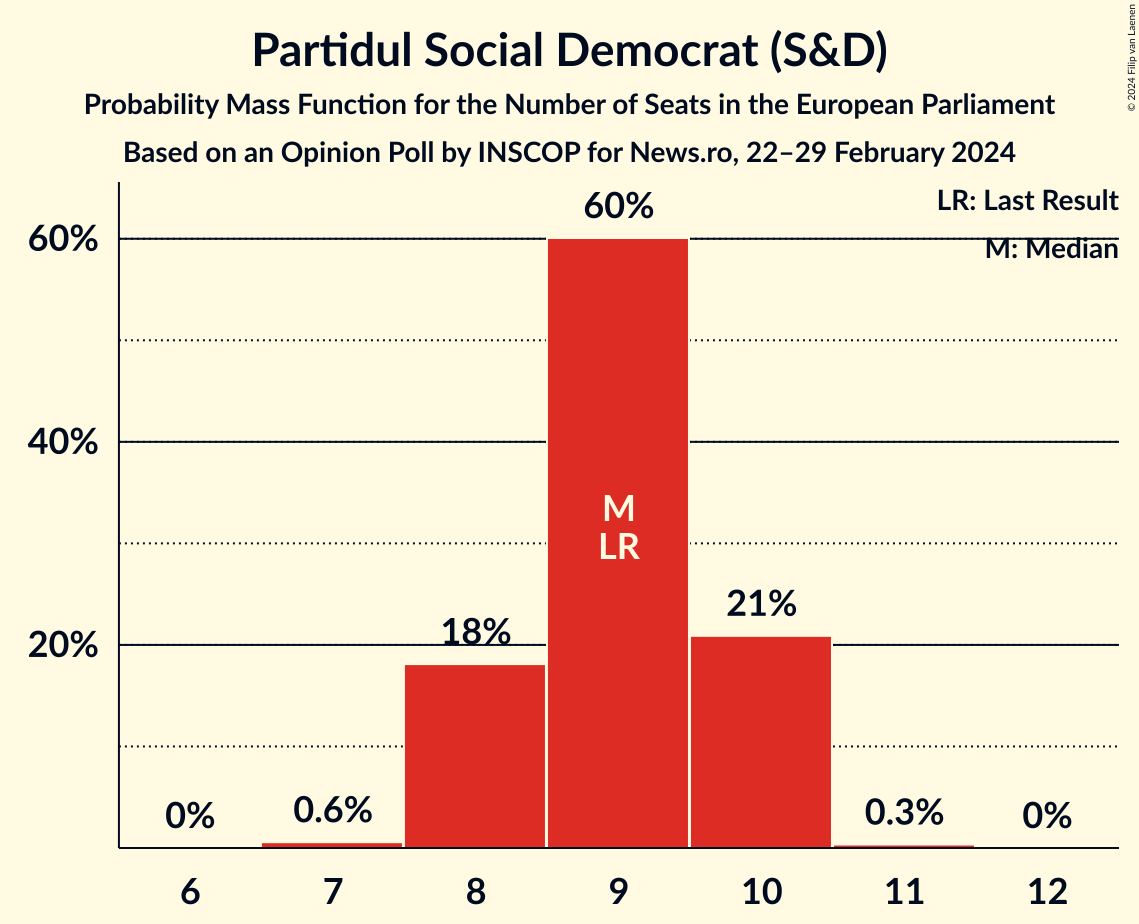 Partidul Social Democrat (S&D)
Probability Mass Function for the Number of Seats in the European Parliament
Based on an Opinion Poll by INSCOP for News.ro, 22–29 February 2024
© 2024 Filip van Laenen
LR: Last Result
M: Median
60%
40%
20%
0%
0.6%
18%
60%
21%
0.3%
0%
M
LR
6
7
8
9
10
11
12